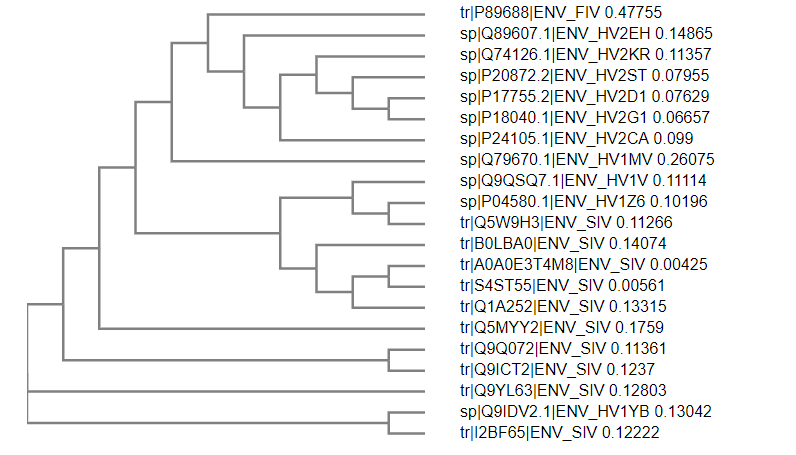 tr|P89688|ENV_FIV 0.47755
sp|Q89607.1|ENV_HV2EH 0.14865
sp|Q74126.1|ENV_HV2KR 0.11357
sp|P20872.2|ENV_HV2ST 0.07955
sp|P17755.2|ENV_HV2D1 0.07629
sp|P18040.1|ENV_HV2G1 0.06657
sp|P24105.1|ENV_HV2CA 0.099
sp|Q79670.1|ENV_HV1MV 0.26075
sp|Q9QSQ7.1|ENV_HV1V 0.11114
sp|P04580.1|ENV_HV1Z6 0.10196
tr|Q5W9H3|ENV_SIV 0.11266
tr|B0LBA0|ENV_SIV 0.14074
tr|A0A0E3T4M8|ENV_SIV 0.00425
tr|S4ST55|ENV_SIV 0.00561
tr|Q1A252|ENV_SIV 0.13315
tr|Q5MYY2|ENV_SIV 0.1759
tr|Q9Q072|ENV_SIV 0.11361
tr|Q9ICT2|ENV_SIV 0.1237
tr|Q9YL63|ENV_SIV 0.12803
sp|Q9IDV2.1|ENV_HV1YB 0.13042
tr|I2BF65|ENV_SIV 0.12222